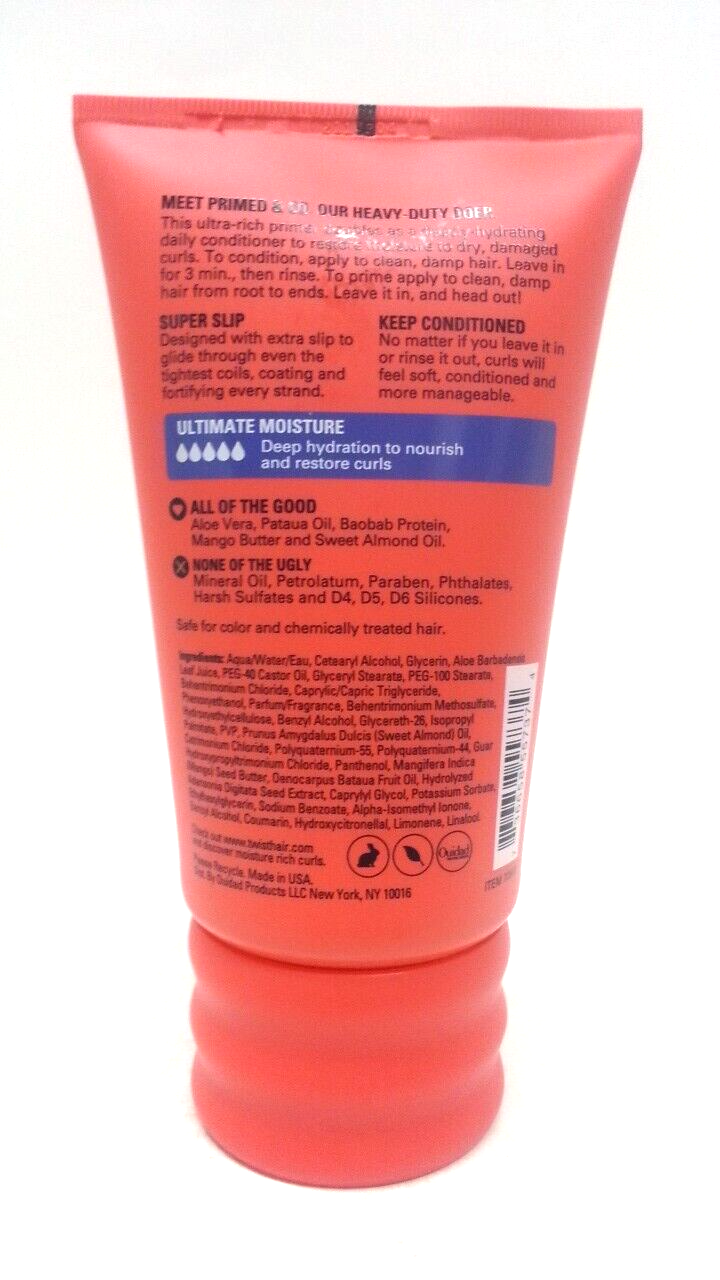 MEET PRIMED & CO. OUR HEAVY-DUTY DOER.
This ultra-rich primer doubles as a deeply-hydrating
daily conditioner to restore moisture to dry, damaged
curls. To condition, apply to clean, damp hair. Leave in
for 3 min., then rinse. To prime apply to clean, damp
hair from root to ends. Leave it in, and head out!
SUPER SLIP
Designed with extra slip to
glide through even the
tightest coils, coating and
fortifying every strand.
KEEP CONDITIONED
No matter if you leave it in
or rinse it out, curls will
feel soft, conditioned and
more manageable.
ULTIMATE MOISTURE
Deep hydration to nourish
and restore curls
ALL OF THE GOOD
Aloe Vera, Pataua Oil, Baobab Protein,
Mango Butter and Sweet Almond Oil.
NONE OF THE UGLY
Mineral Oil, Petrolatum, Paraben, Phthalates,
Harsh Sulfates and D4, D5, D6 Silicones.
Safe for color and chemically treated hair.
Ingredients: Aqua/Water/Eau, Cetearyl Alcohol, Glycerin, Aloe Barbadensis
Leaf Juice, PEG-40 Castor Oil, Glyceryl Stearate, PEG-100 Stearate,
Behentrimonium Chloride, Caprylic/Capric Triglyceride,
Phenoxyethanol, Parfum/Fragrance, Behentrimonium Methosulfate,
Hydroxyethylcellulose, Benzyl Alcohol, Glycereth-26, Isopropyl
Palmitate, PVP, Prunus Amygdalus Dulcis (Sweet Almond) Oil,
Cetrimonium Chloride, Polyquaternium-55, Polyquaternium-44, Guar
Hydroxypropyltrimonium Chloride, Panthenol, Mangifera Indica
(Mango) Seed Butter, Oenocarpus Bataua Fruit Oil, Hydrolyzed
Adansonia Digitata Seed Extract, Caprylyl Glycol, Potassium Sorbate,
Ethylhexylglycerin, Sodium Benzoate, Alpha-Isomethyl Ionone,
Benzyl Alcohol, Coumarin, Hydroxycitronellal, Limonene, Linalool.
Check out www.twisthair.com
and discover moisture rich curls.
Please Recycle. Made in USA.
Dist. By Ouidad Products LLC New York, NY 10016
Ouidad
ITEM